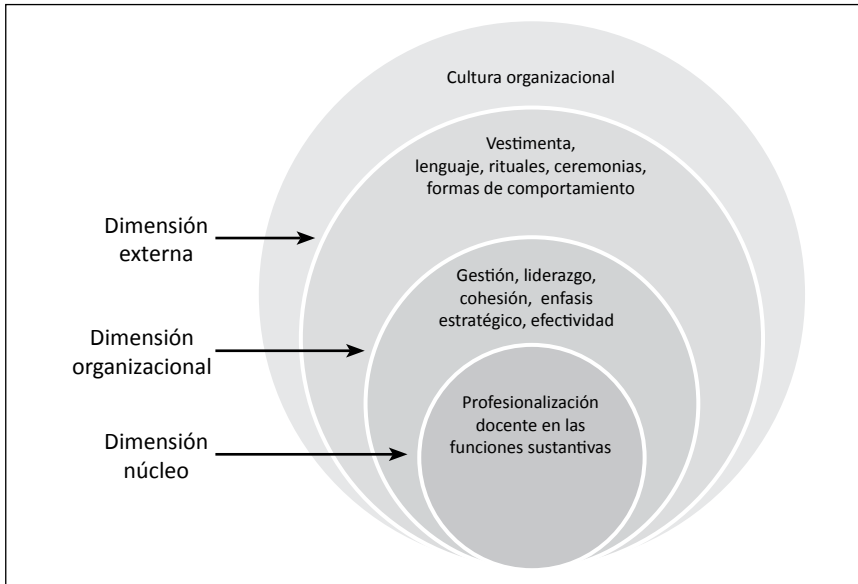 Cultura organizacional
Vestimenta,
lenguaje, rituales, ceremonias,
formas de comportamiento
Dimensión
externa
Gestión, liderazgo,
cohesión, enfasis
estratégico, efectividad
Dimensión
organizacional
Profesionalización
docente en las
funciones sustantivas
Dimensión
núcleo